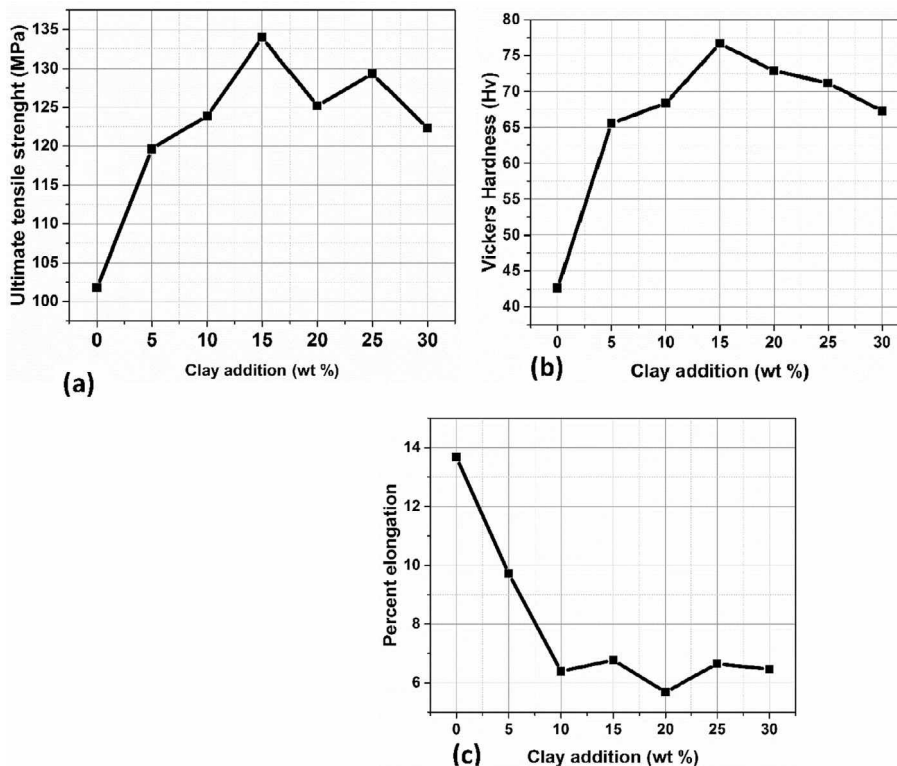 Ultimate tensile strenght (MPa)
135
130
125
120
115
110
105
100
0 5 10 15 20 25 30
Clay addition (wt %)
(a)
Vickers Hardness (Hv)
80
75
70
65
60
55
50
45
40
0 5 10 15 20 25 30
Clay addition (wt %)
(b)
Percent elongation
14
12
10
8
6
0 5 10 15 20 25 30
Clay addition (wt %)
(c)